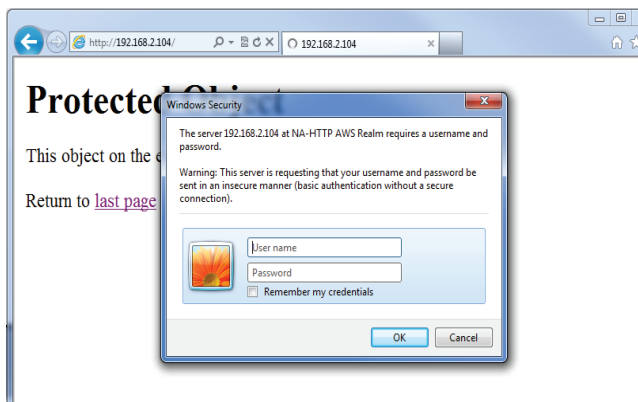 http://192.168.2.104/
192.168.2.104
Protected Object
This object on the
Return to last page
Windows Security
The server 192.168.2.104 at NA-HTTP AWS Realm requires a username and
password.
Warning: This server is requesting that your username and password be
sent in an insecure manner (basic authentication without a secure
connection).
User name
Password
Remember my credentials
OK
Cancel